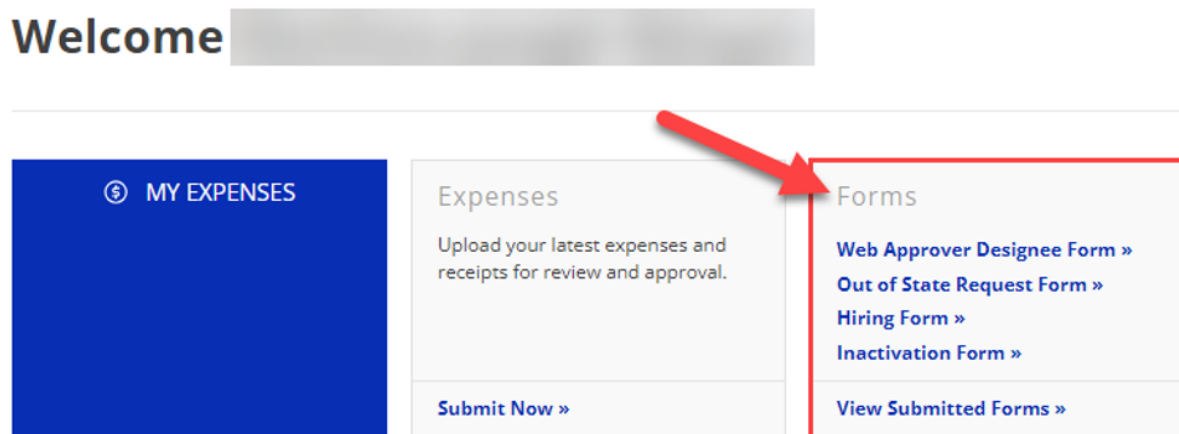 Welcome
MY EXPENSES
Expenses
Upload your latest expenses and
receipts for review and approval.
Submit Now »
Forms
Web Approver Designee Form »
Out of State Request Form »
Hiring Form »
Inactivation Form »
View Submitted Forms »